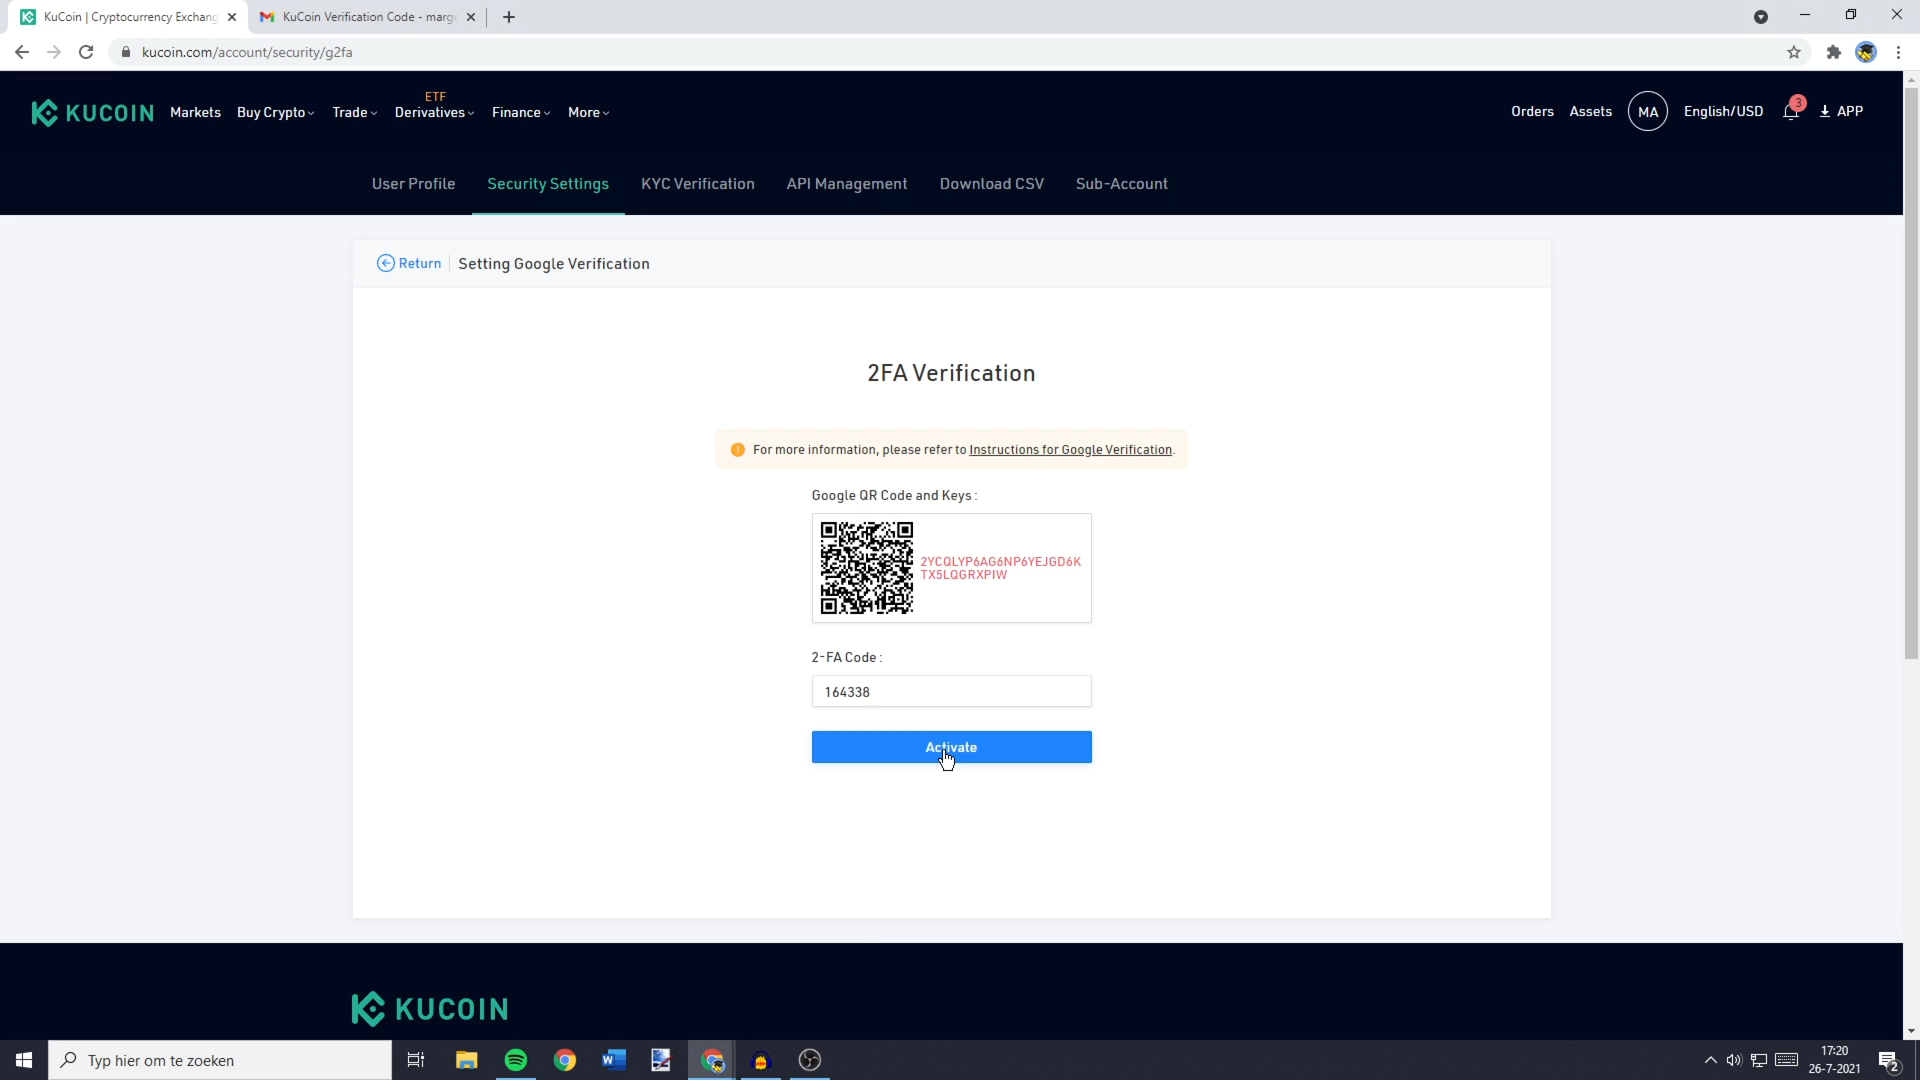 KuCoin | Cryptocurrency Exchang
KuCoin Verification Code - marge
kucoin.com/account/security/g2fa
KUCOIN
Markets
Buy Crypto
Trade
ETF
Derivatives
Finance
More
Orders
Assets
MA
English/USD
3
APP
User Profile
Security Settings
KYC Verification
API Management
Download CSV
Sub-Account
Return
Setting Google Verification
2FA Verification
For more information, please refer to Instructions for Google Verification.
Google QR Code and Keys :
2YCQLYP6AG6NP6YEJGD6K
TX5LQGRXPIW
2-FA Code :
164338
Activate
KUCOIN
Typ hier om te zoeken
17:20
26-7-2021
2